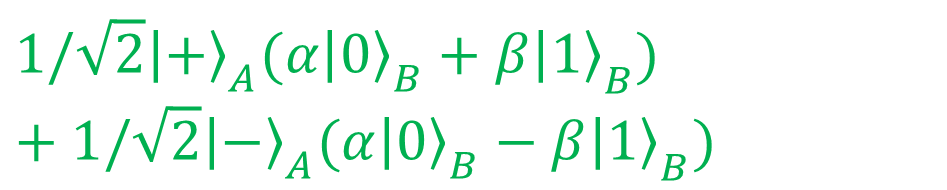 1/√2|+⟩_A(α|0⟩_B + β|1⟩_B)
+ 1/√2|−⟩_A(α|0⟩_B − β|1⟩_B)